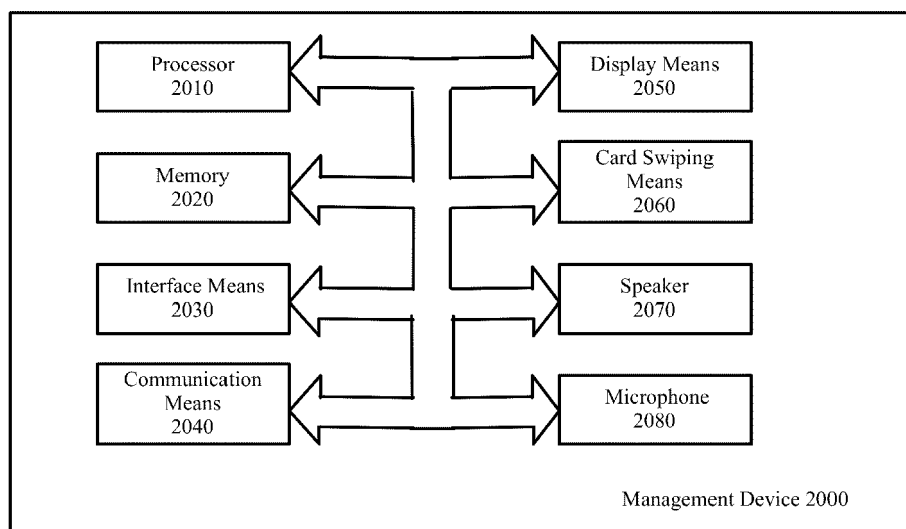 Processor
2010
Display Means
2050
Memory
2020
Card Swiping
Means
2060
Interface Means
2030
Speaker
2070
Communication
Means
2040
Microphone
2080
Management Device 2000